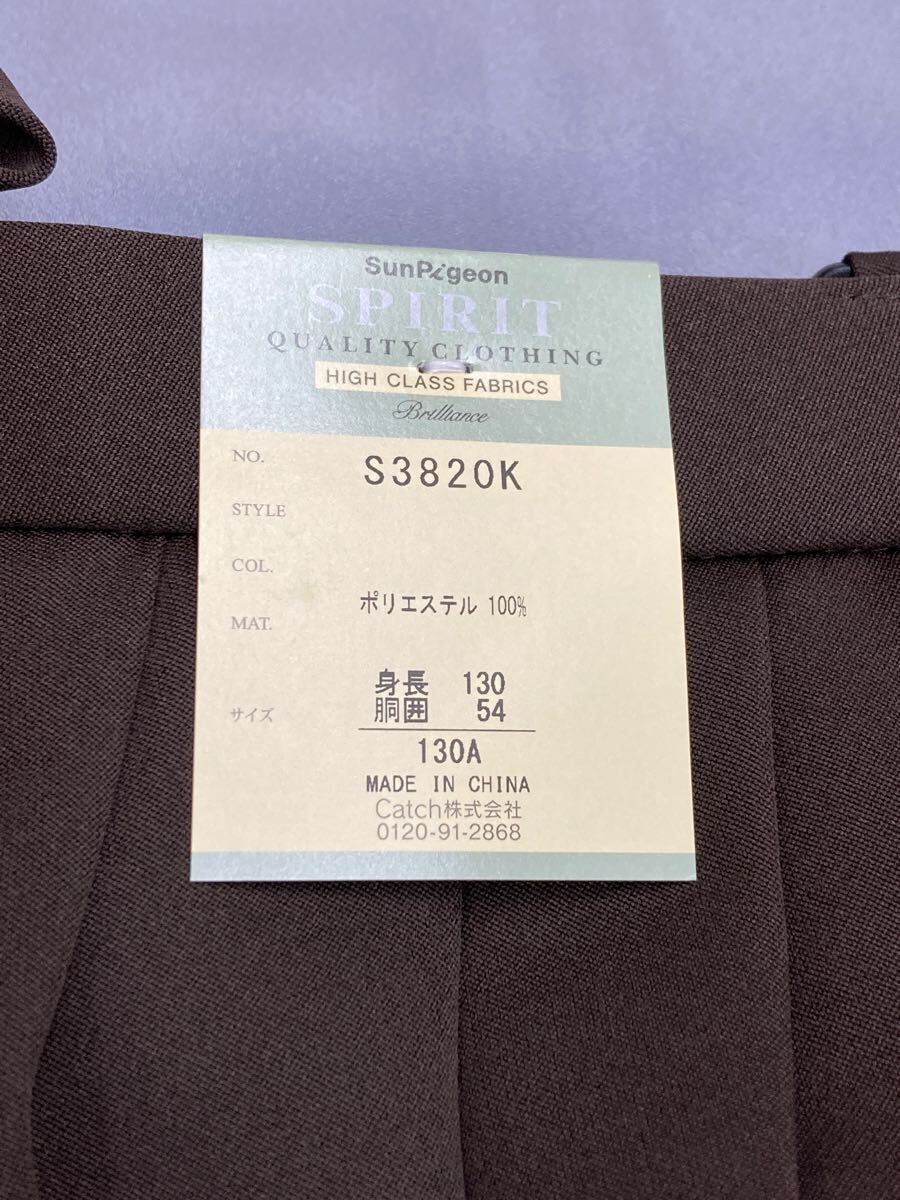 SunPigeon
SPIRIT
QUALITY CLOTHING
HIGH CLASS FABRICS
Brilliance
NO. S3820K
STYLE
COL.
MAT. ポリエステル 100%
身長 130
サイズ 胴囲 54
130A
MADE IN CHINA
Catch株式会社
0120-91-2868